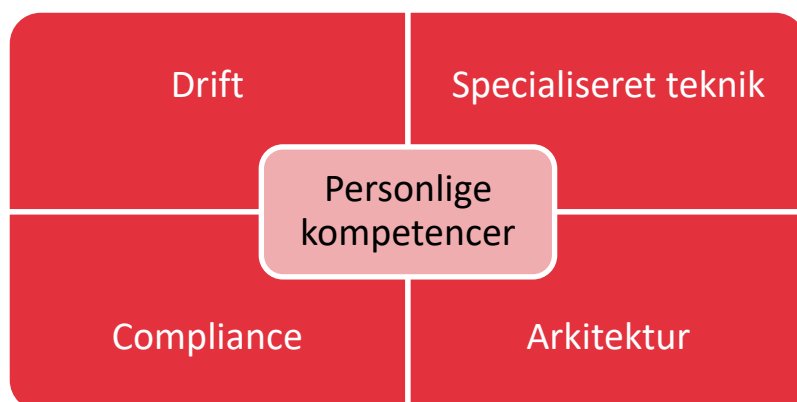 Drift
Specialiseret teknik
Personlige
kompetencer
Compliance
Arkitektur